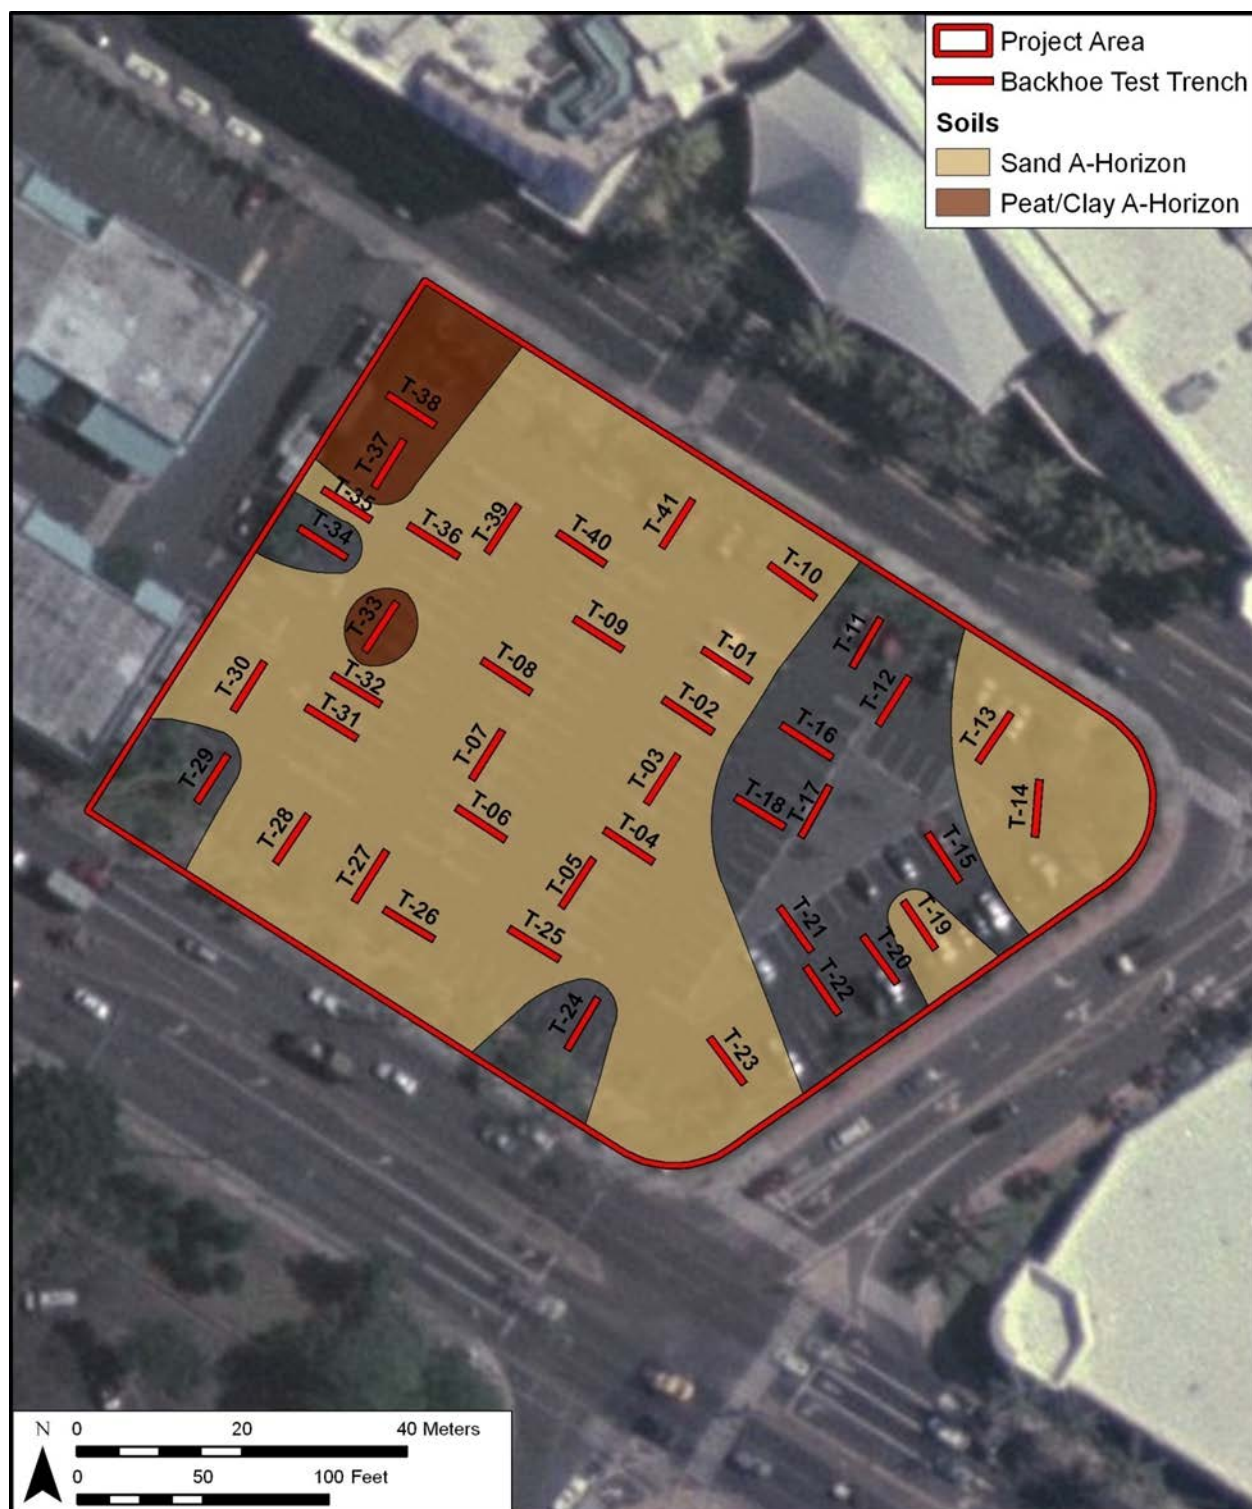 Project Area
Backhoe Test Trench
Soils
Sand A-Horizon
Peat/Clay A-Horizon
T-38
T-37
T-35
T-34
T-36
T-39
T-40
T-41
T-10
T-33
T-09
T-01
T-11
T-12
T-13
T-14
T-30
T-32
T-31
T-08
T-02
T-16
T-29
T-07
T-03
T-18
T-17
T-15
T-28
T-27
T-06
T-04
T-05
T-26
T-25
T-21
T-19
T-20
T-22
T-24
T-23
N
0 20 40 Meters
0 50 100 Feet